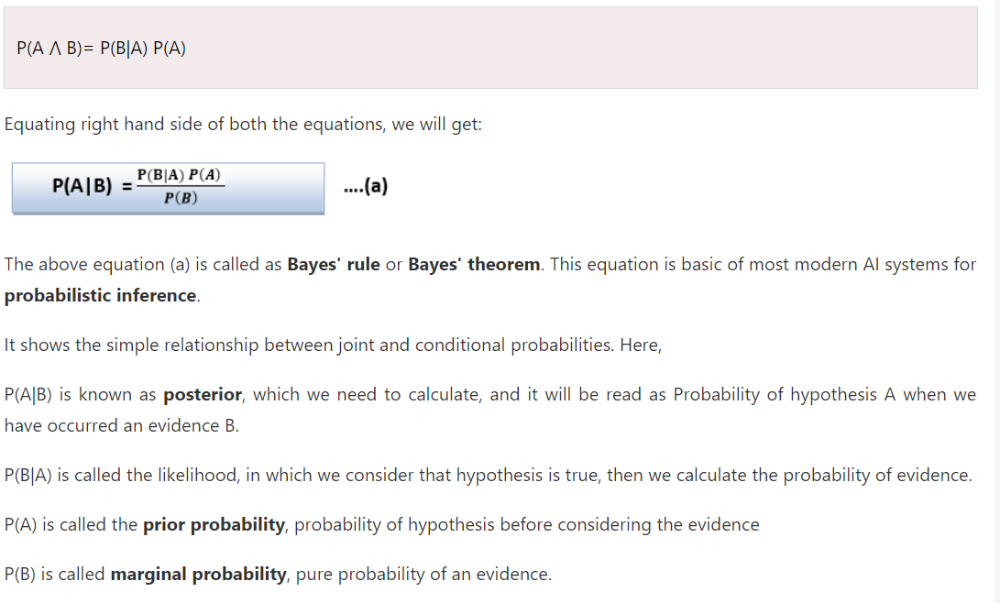 P(A ⋀ B)= P(B|A) P(A)
Equating right hand side of both the equations, we will get:
P(A|B) = P(B|A) P(A) / P(B) ....(a)
The above equation (a) is called as Bayes' rule or Bayes' theorem. This equation is basic of most modern AI systems for
probabilistic inference.
It shows the simple relationship between joint and conditional probabilities. Here,
P(A|B) is known as posterior, which we need to calculate, and it will be read as Probability of hypothesis A when we
have occurred an evidence B.
P(B|A) is called the likelihood, in which we consider that hypothesis is true, then we calculate the probability of evidence.
P(A) is called the prior probability, probability of hypothesis before considering the evidence
P(B) is called marginal probability, pure probability of an evidence.